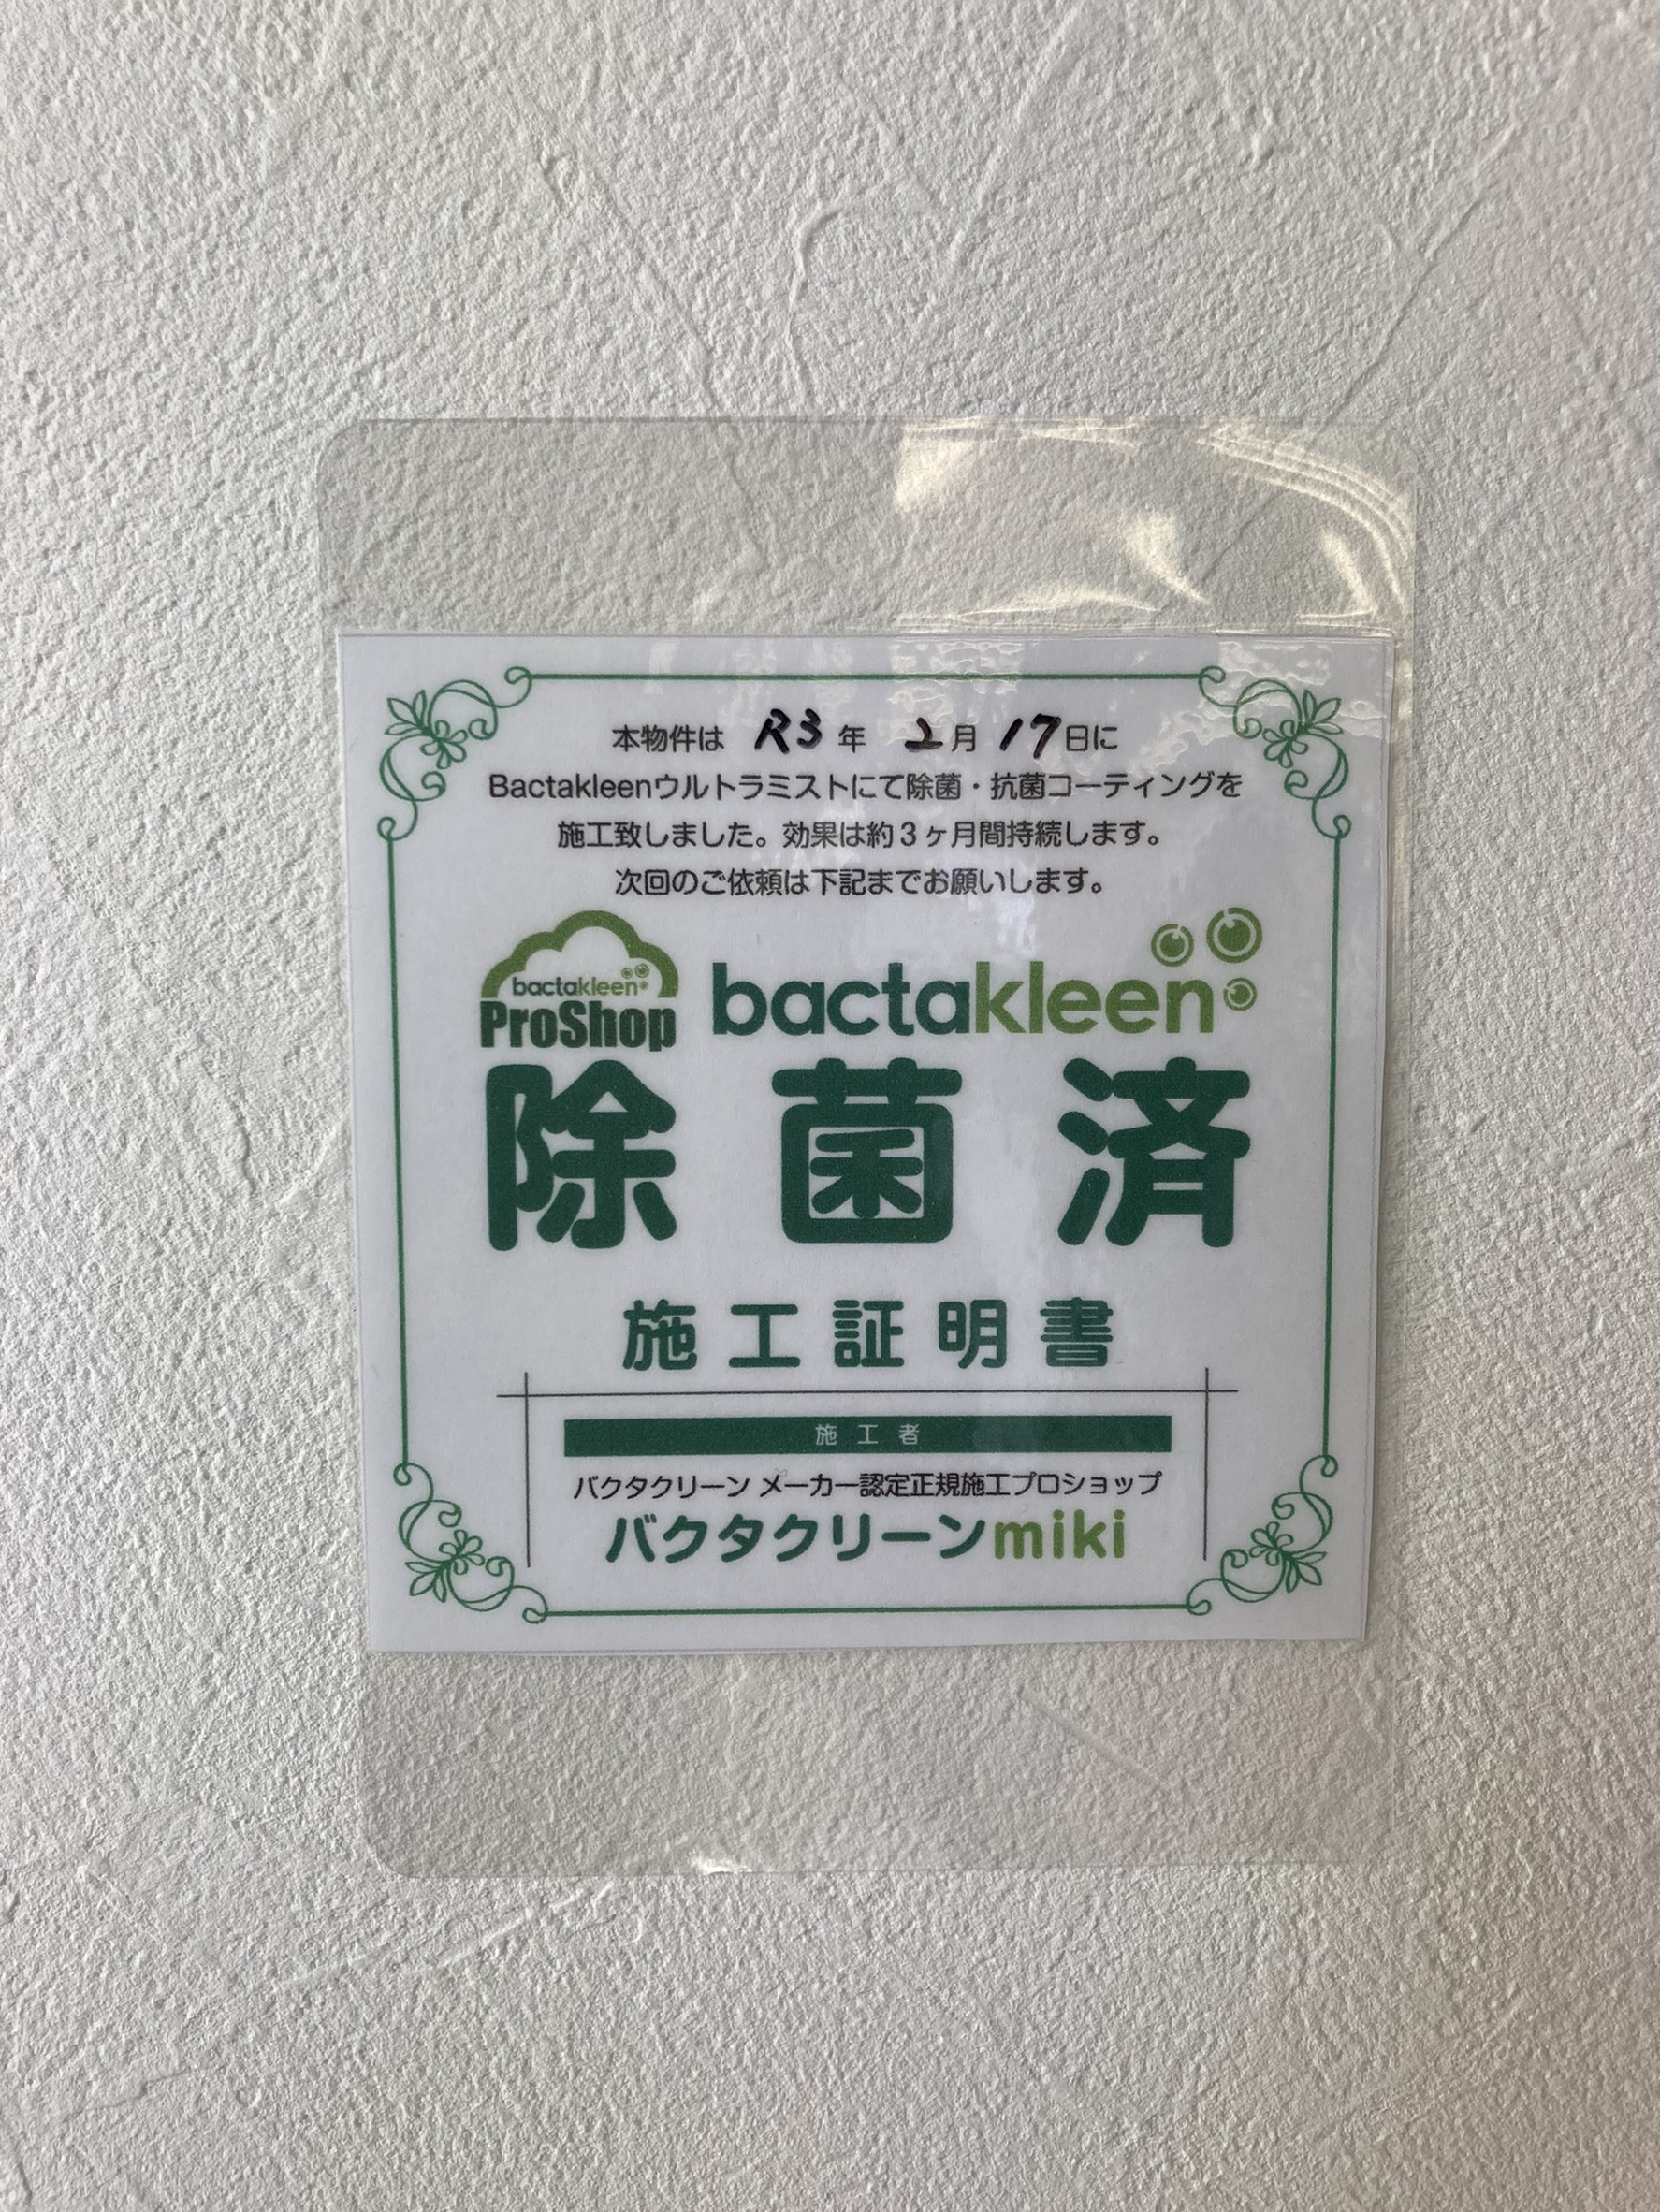 本物件は R3 年 2月 17日に
Bactakleenウルトラミストにて除菌・抗菌コーティングを
施工致しました。効果は約3ヶ月間持続します。
次回のご依頼は下記までお願いします。
bactakleen
ProShop
bactakleen
除菌済
施工証明書
施工者
バクタクリーン メーカー認定正規施工プロショップ
バクタクリーンmiki